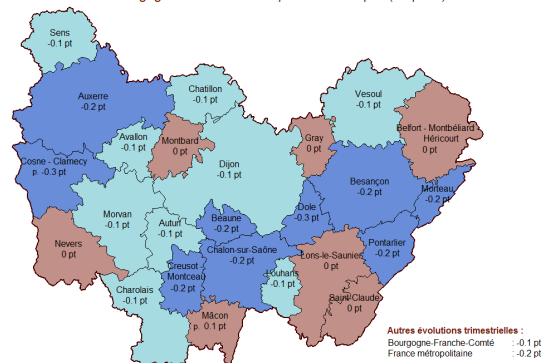 Sens
-0.1 pt
Auxerre
-0.2 pt
Chatillon
-0.1 pt
Vesoul
-0.1 pt
Avallon
-0.1 pt
Montbard
0 pt
Gray
0 pt
Belfort - Montbéliard
Héricourt
0 pt
Cosne - Clamecy
p. -0.3 pt
Dijon
-0.1 pt
Besançon
-0.2 pt
Morteau
-0.2 pt
Morvan
-0.1 pt
Autun
-0.1 pt
Beaune
-0.2 pt
Dole
-0.3 pt
Nevers
0 pt
Chalon-sur-Saône
-0.2 pt
Pontarlier
-0.2 pt
Creusot
Montceau
-0.2 pt
Louhans
-0.1 pt
Lons-le-Saunier
0 pt
Charolais
-0.1 pt
Mâcon
p. 0.1 pt
Saint-Claude
0 pt
Autres évolutions trimestrielles :
Bourgogne-Franche-Comté : -0.1 pt
France métropolitaine : -0.2 pt